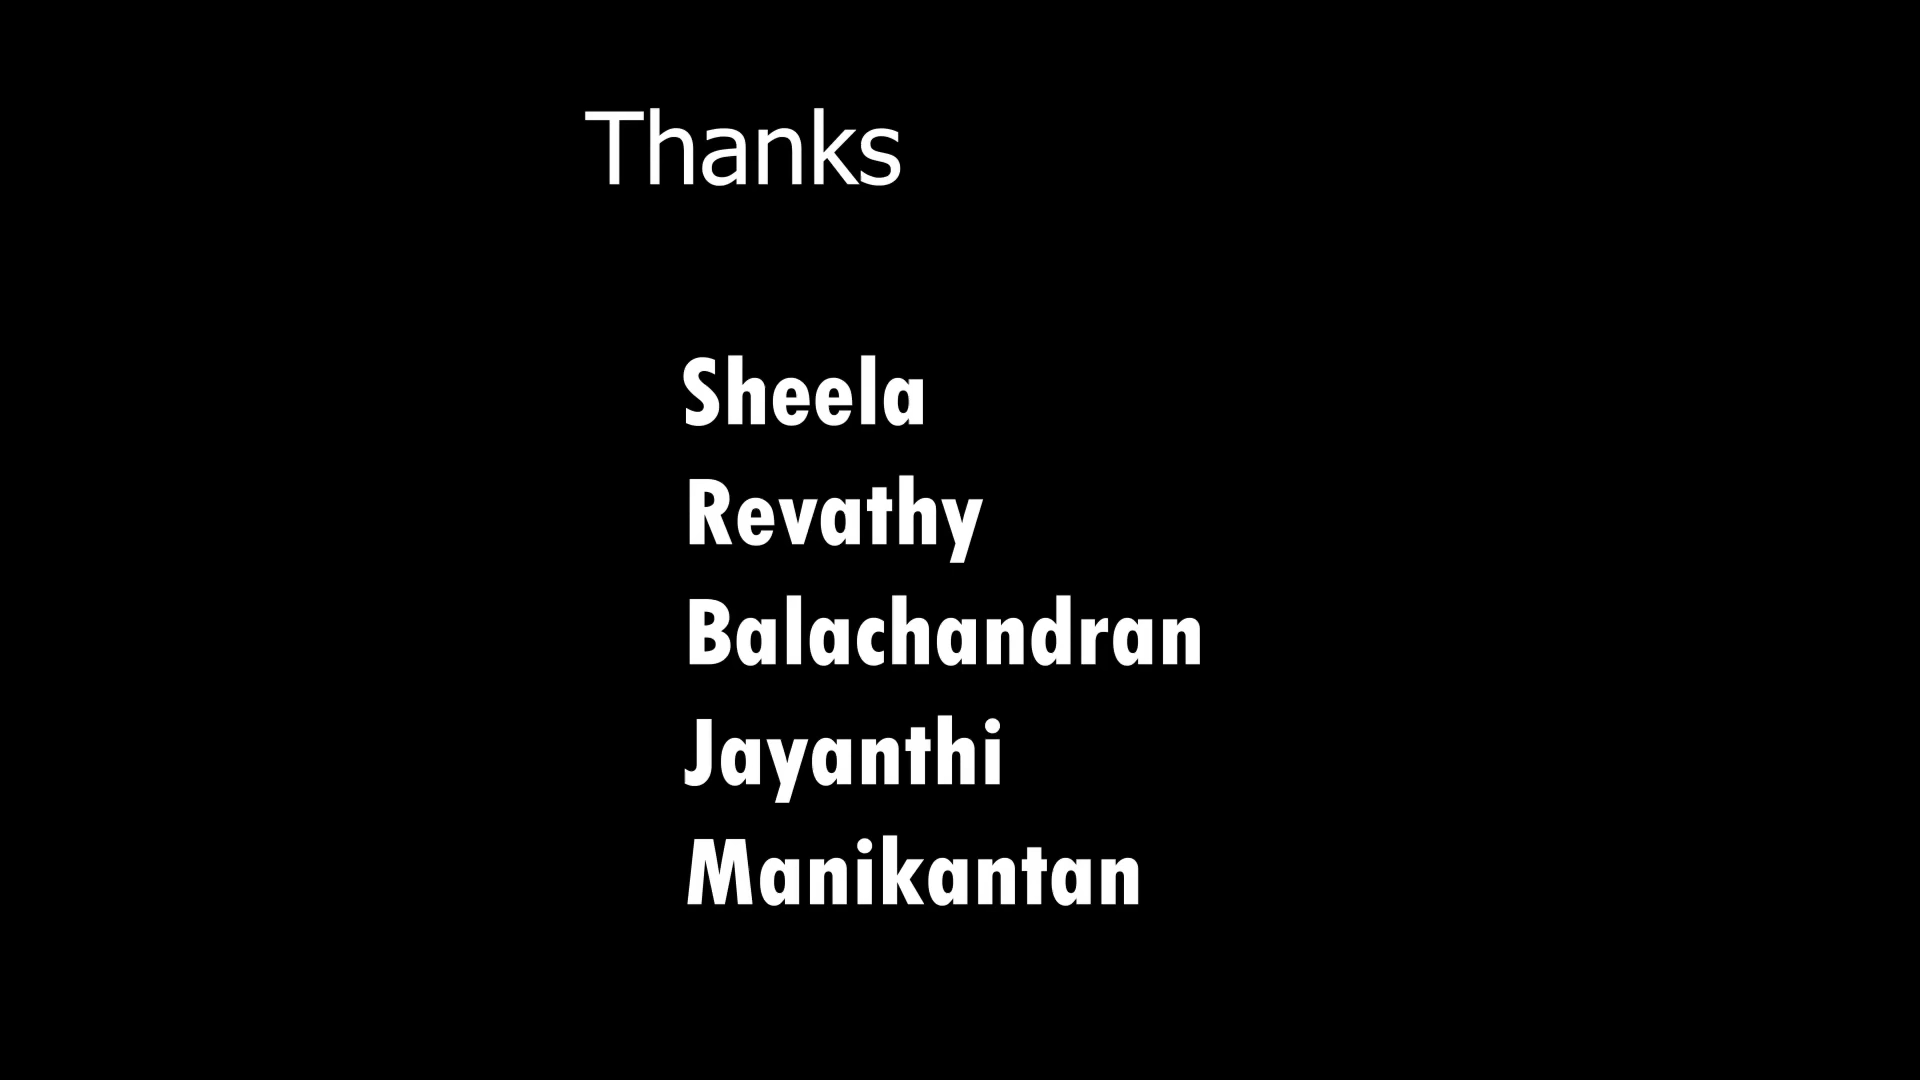 Thanks
Sheela
Revathy
Balachandran
Jayanthi
Manikantan